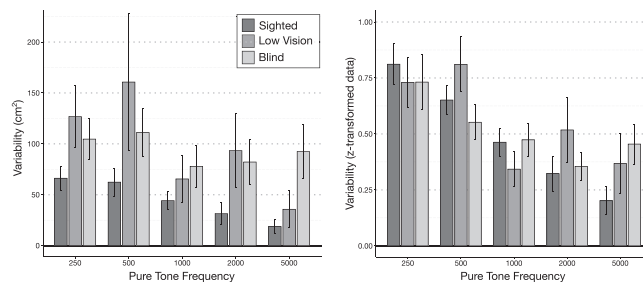 Sighted
Low Vision
Blind
Variability (cm²)
200
150
100
50
0
250 500 1000 2000 5000
Pure Tone Frequency
Variability (z-transformed data)
1.00
0.75
0.50
0.25
0.00
250 500 1000 2000 5000
Pure Tone Frequency